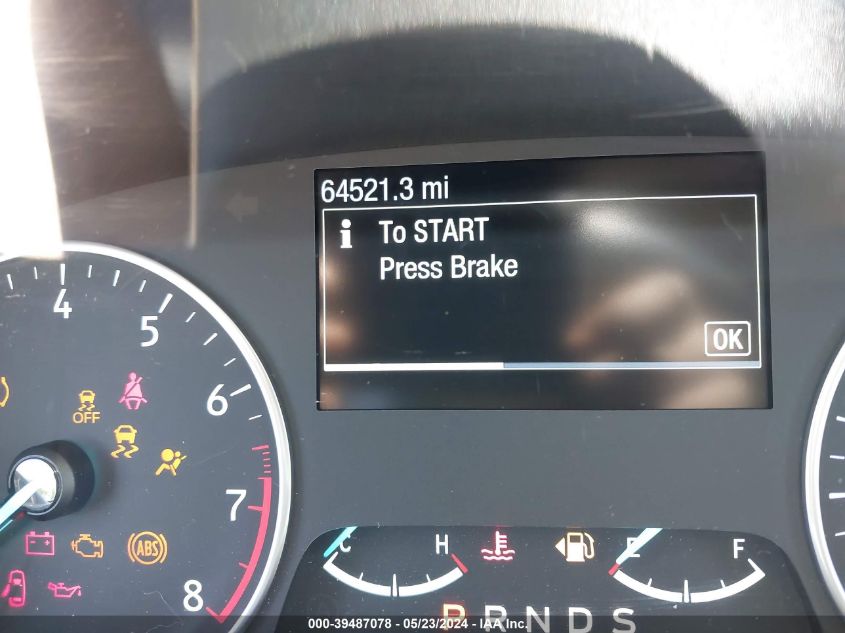 64521.3 mi
i To START
Press Brake
OK
4
5
6
7
8
OFF
ABS
C H
E F
P R N D S
000-39487078 - 05/23/2024 - IAA Inc.